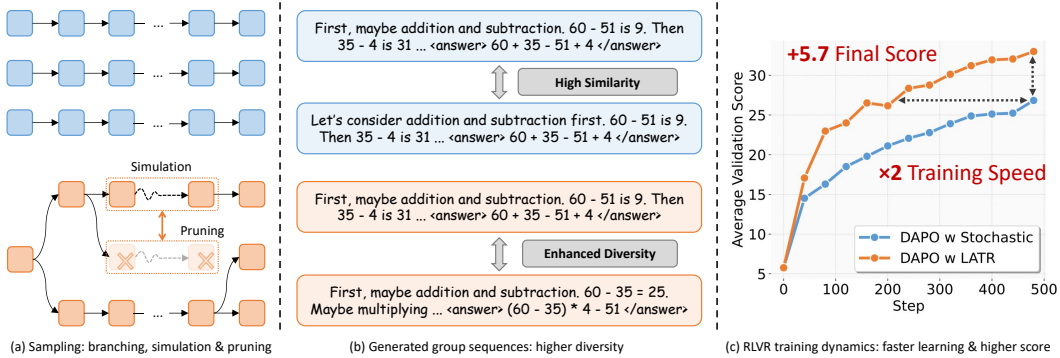 ...
...
...
Simulation
Pruning
...
(a) Sampling: branching, simulation & pruning
First, maybe addition and subtraction. 60 - 51 is 9. Then
35 - 4 is 31 ... <answer> 60 + 35 - 51 + 4 </answer>
High Similarity
Let's consider addition and subtraction first. 60 - 51 is 9.
Then 35 - 4 is 31 ... <answer> 60 + 35 - 51 + 4 </answer>
First, maybe addition and subtraction. 60 - 51 is 9. Then
35 - 4 is 31 ... <answer> 60 + 35 - 51 + 4 </answer>
Enhanced Diversity
First, maybe addition and subtraction. 60 - 35 = 25.
Maybe multiplying ... <answer> (60 - 35) * 4 - 51 </answer>
(b) Generated group sequences: higher diversity
+5.7 Final Score
×2 Training Speed
Average Validation Score
30
25
20
15
10
5
DAPO w Stochastic
DAPO w LATR
0 100 200 300 400 500
Step
(c) RLVR training dynamics: faster learning & higher score